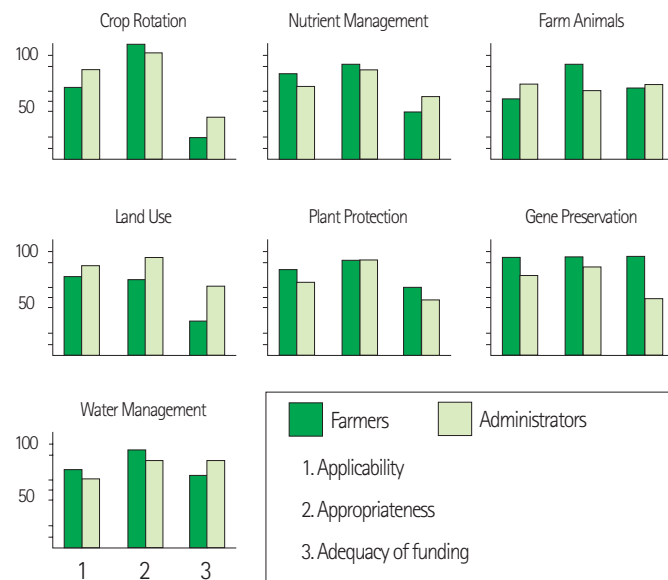 Crop Rotation
Nutrient Management
Farm Animals
100
50
Land Use
Plant Protection
Gene Preservation
100
50
Water Management
100
50
1 2 3
Farmers
Administrators
1. Applicability
2. Appropriateness
3. Adequacy of funding